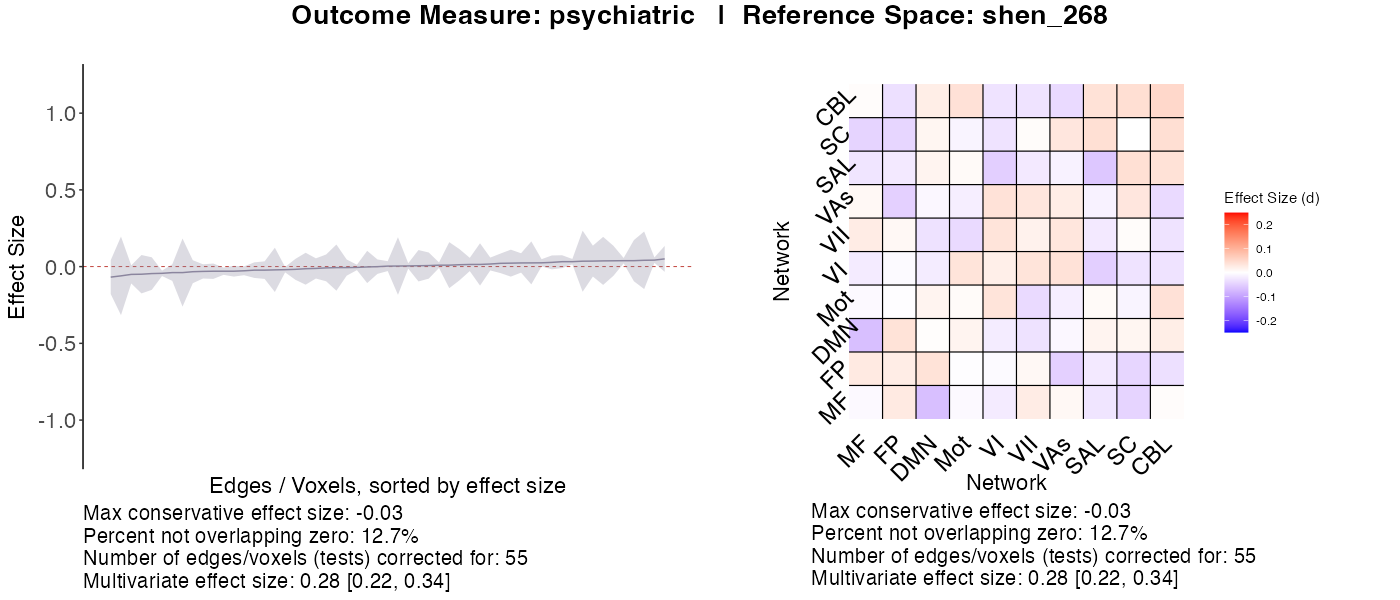 Outcome Measure: psychiatric | Reference Space: shen_268
Effect Size
1.0
0.5
0.0
-0.5
-1.0
Edges / Voxels, sorted by effect size
Max conservative effect size: -0.03
Percent not overlapping zero: 12.7%
Number of edges/voxels (tests) corrected for: 55
Multivariate effect size: 0.28 [0.22, 0.34]
Network
CBL
SC
SAL
VAs
VII
VI
Mot
DMN
FP
MF
MF FP DMN Mot VI VII VAs SAL SC CBL
Network
Effect Size (d)
0.2
0.1
0.0
-0.1
-0.2
Max conservative effect size: -0.03
Percent not overlapping zero: 12.7%
Number of edges/voxels (tests) corrected for: 55
Multivariate effect size: 0.28 [0.22, 0.34]